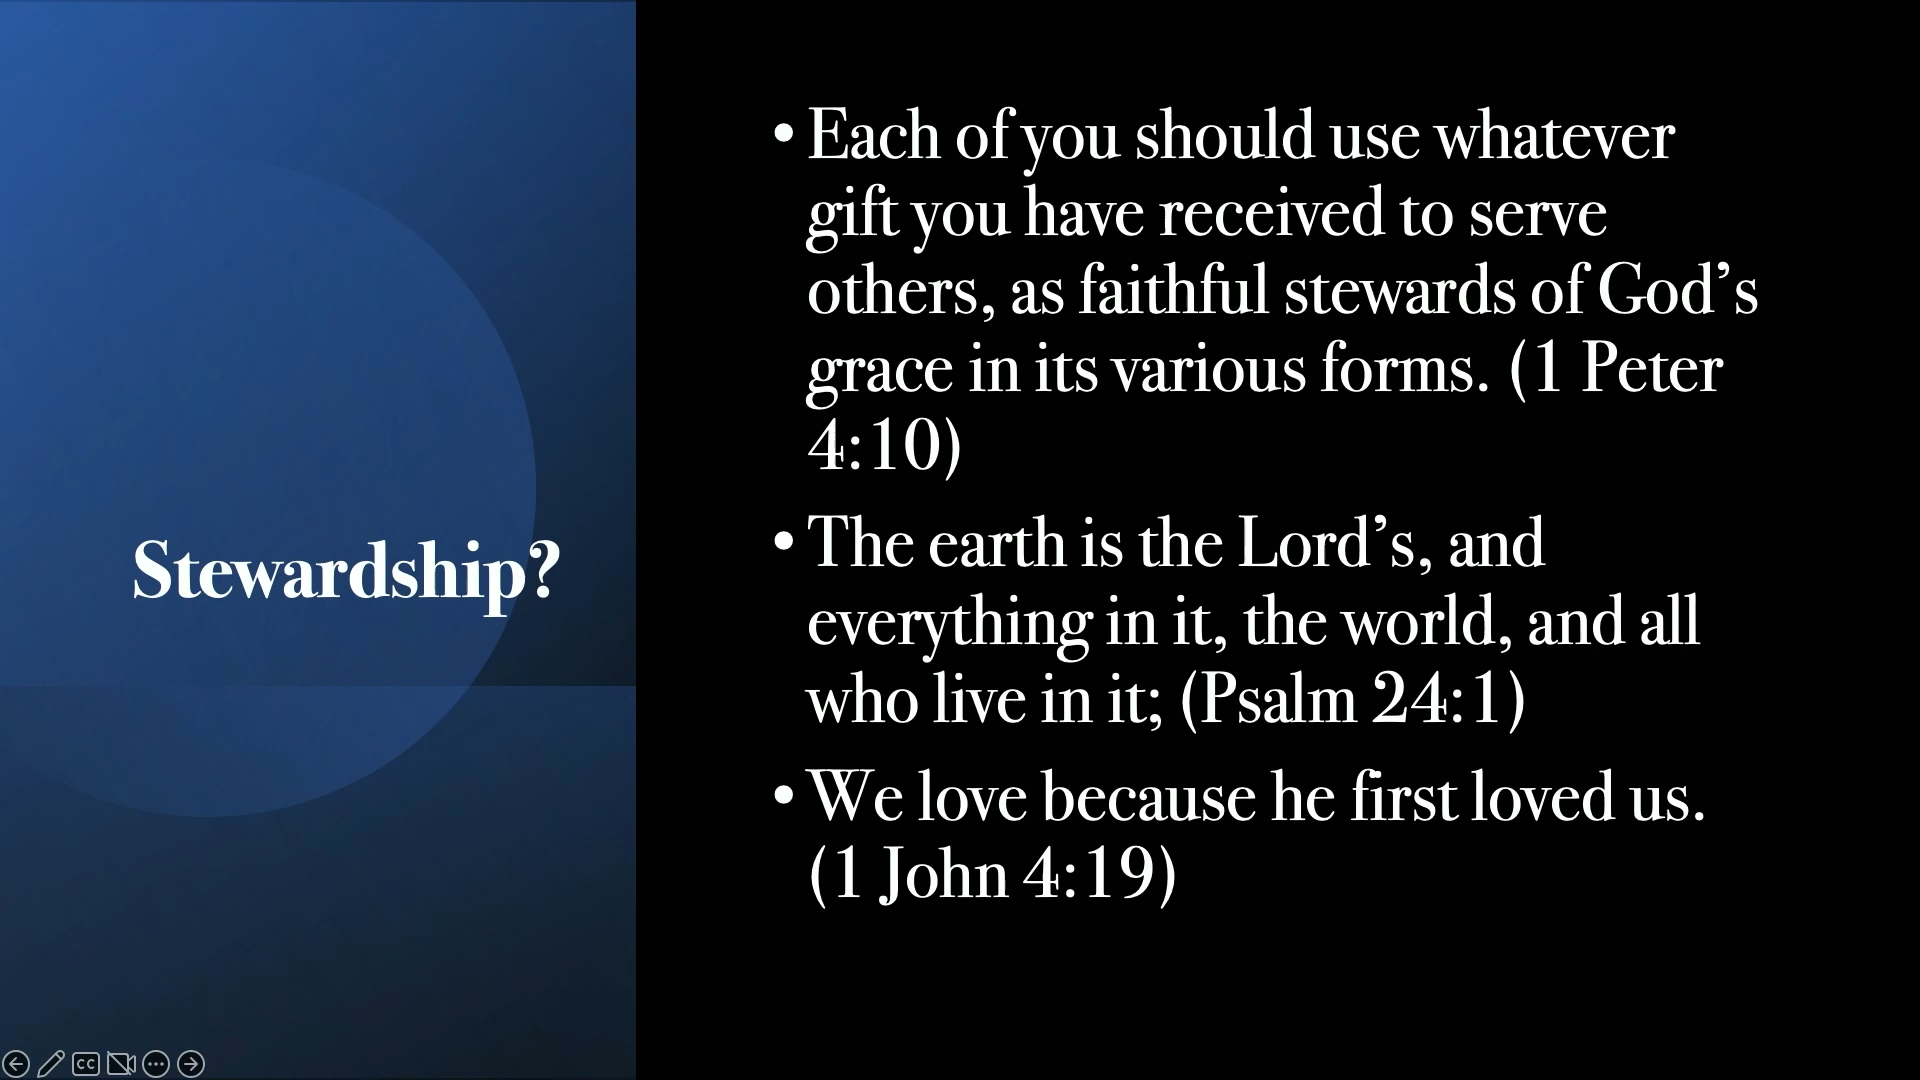 Stewardship?
• Each of you should use whatever
gift you have received to serve
others, as faithful stewards of God’s
grace in its various forms. (1 Peter
4:10)
• The earth is the Lord’s, and
everything in it, the world, and all
who live in it; (Psalm 24:1)
• We love because he first loved us.
(1 John 4:19)
CC